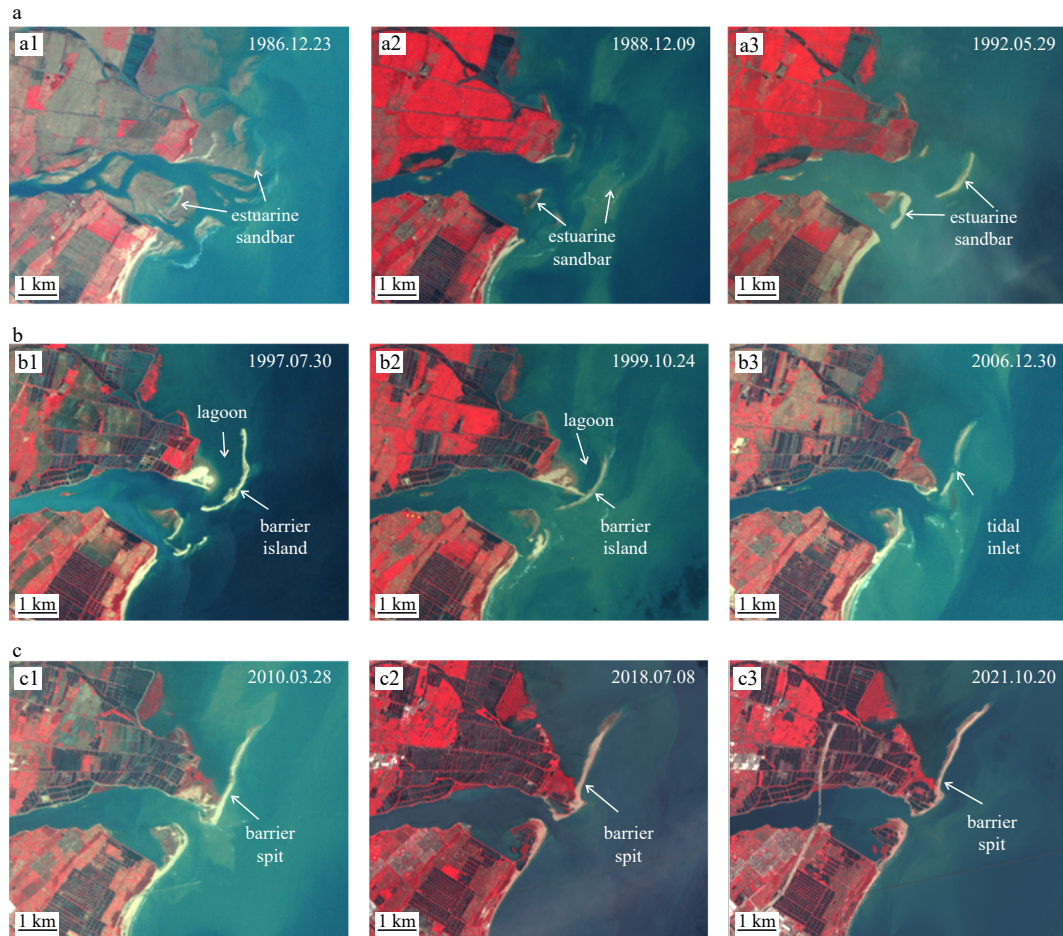 a
a1
1986.12.23
estuarine
sandbar
1 km
a2
1988.12.09
estuarine
sandbar
1 km
a3
1992.05.29
estuarine
sandbar
1 km
b
b1
1997.07.30
lagoon
barrier
island
1 km
b2
1999.10.24
lagoon
barrier
island
1 km
b3
2006.12.30
tidal
inlet
1 km
c
c1
2010.03.28
barrier
spit
1 km
c2
2018.07.08
barrier
spit
1 km
c3
2021.10.20
barrier
spit
1 km